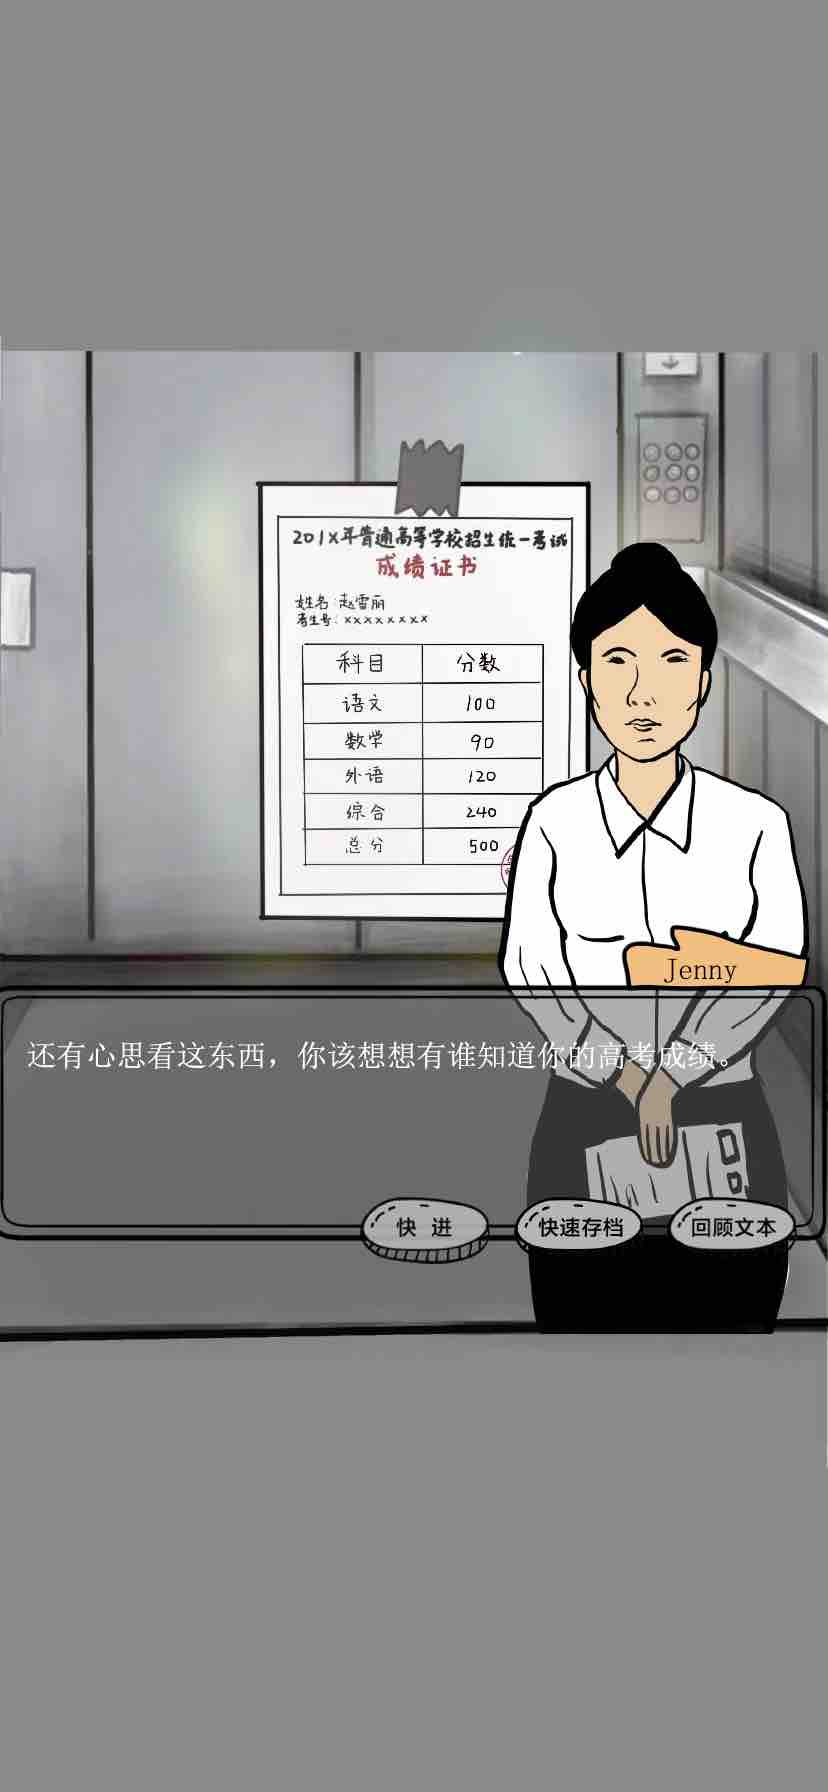 201X年普通高等学校招生统一考试
成绩证书
姓名：赵雪丽
考生号：XXXXXXXX
科目 分数
语文 100
数学 90
外语 120
综合 240
总分 500
Jenny
还有心思看这东西，你该想想有谁知道你的高考成绩。
快 进 快速存档 回顾文本